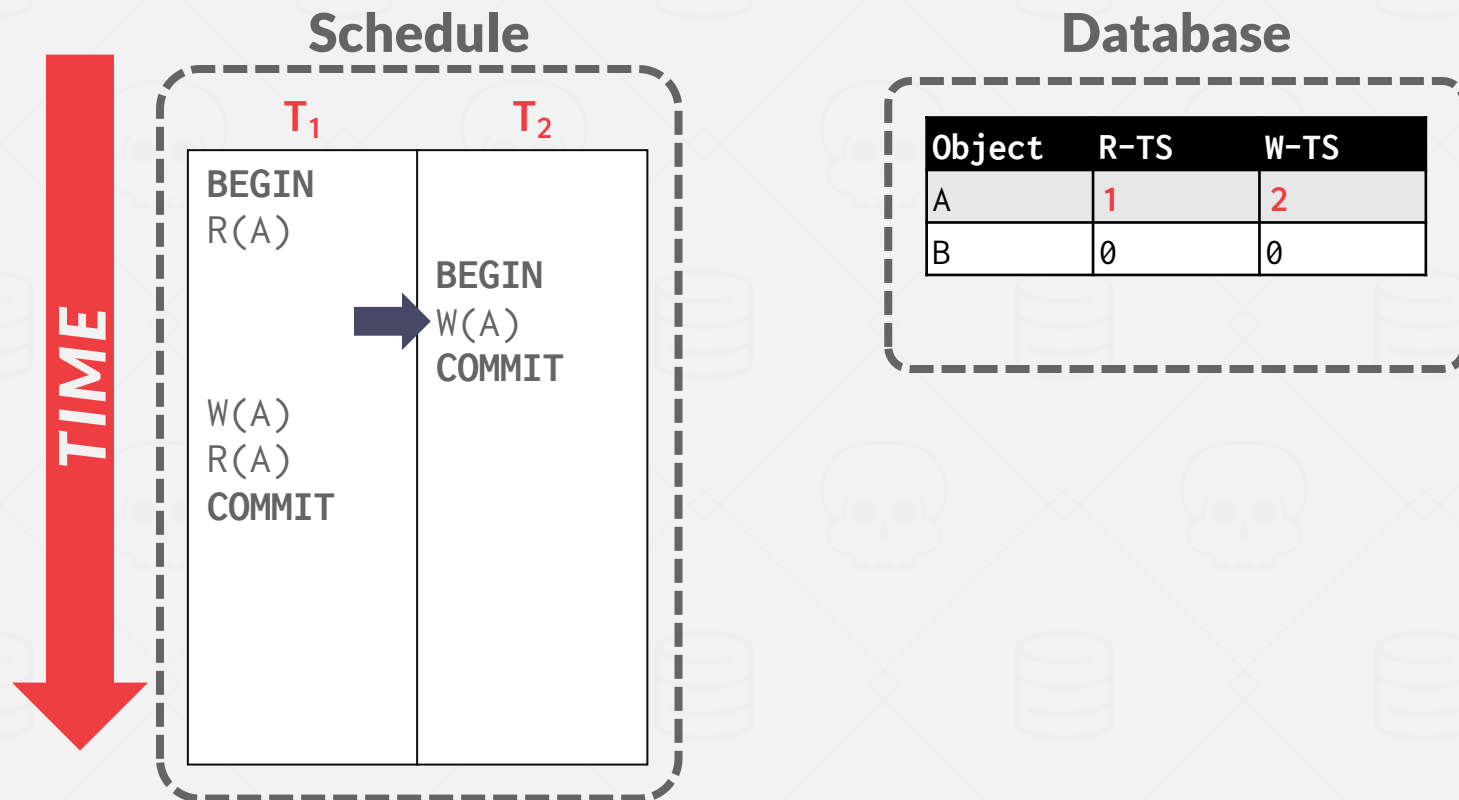 Schedule
Database
TIME
T₁ T₂
BEGIN
R(A)
BEGIN
W(A)
COMMIT
W(A)
R(A)
COMMIT
Object R-TS W-TS
A 1 2
B 0 0